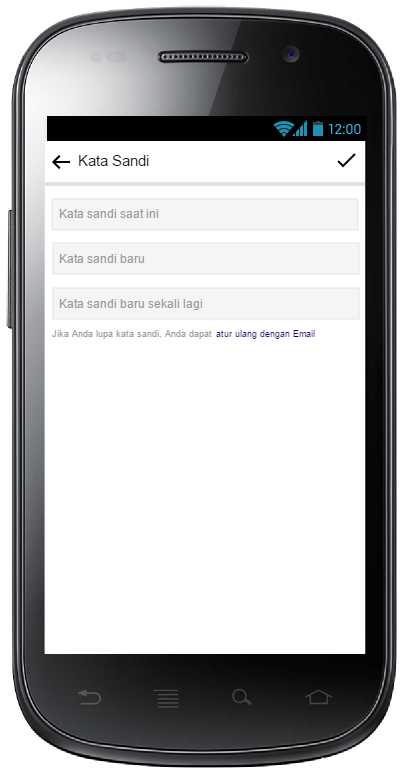 12:00
Kata Sandi
Kata sandi saat ini
Kata sandi baru
Kata sandi baru sekali lagi
Jika Anda lupa kata sandi, Anda dapat atur ulang dengan Email